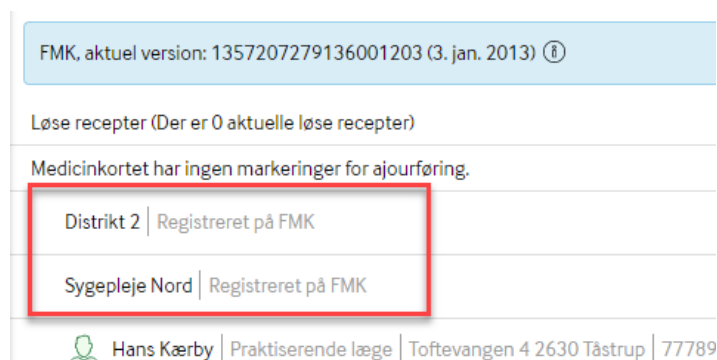 FMK, aktuel version: 1357207279136001203 (3. jan. 2013)
Løse recepter (Der er 0 aktuelle løse recepter)
Medicinkortet har ingen markeringer for ajourføring.
Distrikt 2 | Registreret på FMK
Sygepleje Nord | Registreret på FMK
Hans Kærby | Praktiserende læge | Toftevangen 4 2630 Tåstrup | 77789